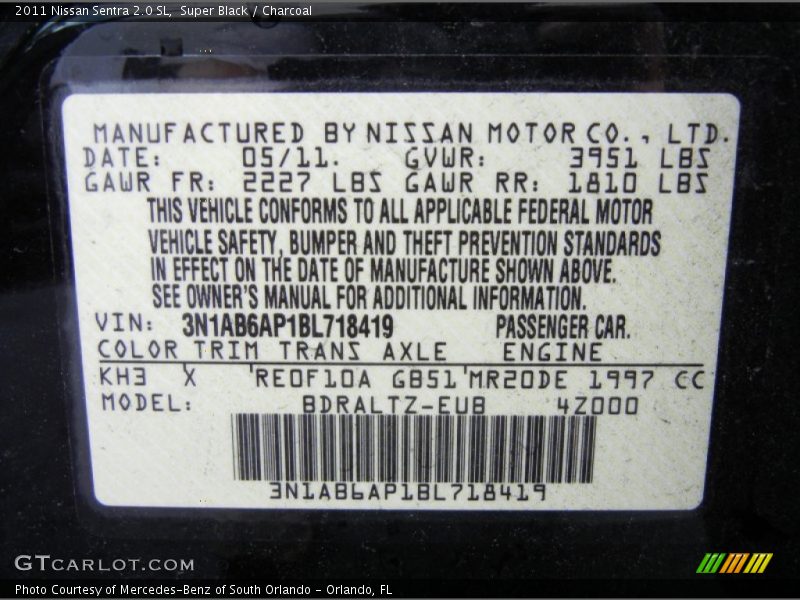 2011 Nissan Sentra 2.0 SL,  Super Black / Charcoal
MANUFACTURED BY NISSAN MOTOR CO., LTD.
DATE: 05/11. GVWR: 3951 LBS
GAWR FR: 2227 LBS GAWR RR: 1810 LBS
THIS VEHICLE CONFORMS TO ALL APPLICABLE FEDERAL MOTOR
VEHICLE SAFETY, BUMPER AND THEFT PREVENTION STANDARDS
IN EFFECT ON THE DATE OF MANUFACTURE SHOWN ABOVE.
SEE OWNER'S MANUAL FOR ADDITIONAL INFORMATION.
VIN: 3N1AB6AP1BL718419 PASSENGER CAR.
COLOR TRIM TRANS AXLE ENGINE
KH3 X 'RE0F10A GB51'MR20DE 1997 CC
MODEL: BDRALTZ-EUB 4Z000
3N1AB6AP1BL718419
GTCARLOT.COM
Photo Courtesy of Mercedes-Benz of South Orlando - Orlando, FL